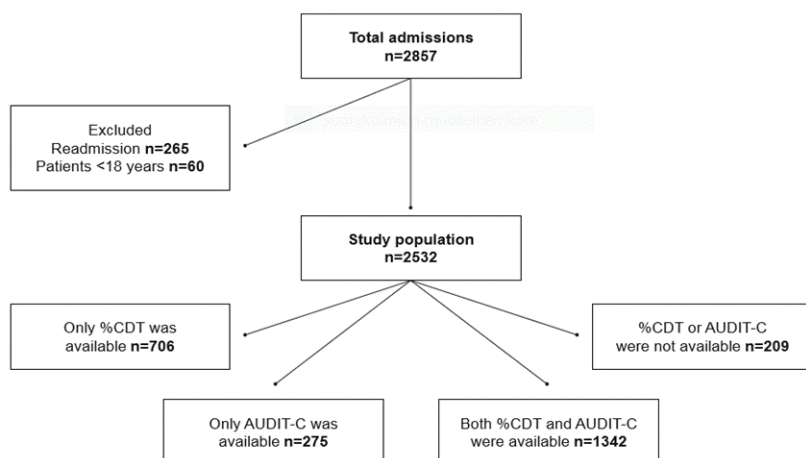 Total admissions
n=2857
Excluded
Readmission n=265
Patients <18 years n=60
Study population
n=2532
Only %CDT was
available n=706
%CDT or AUDIT-C
were not available n=209
Only AUDIT-C was
available n=275
Both %CDT and AUDIT-C
were available n=1342